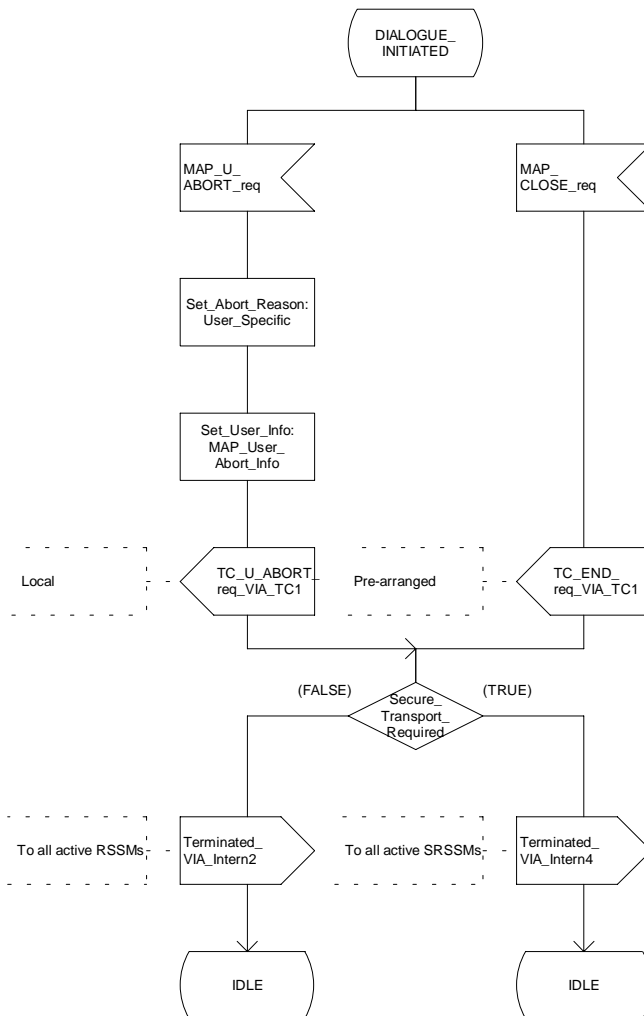 DIALOGUE_
INITIATED
MAP_U_
ABORT_req
MAP_
CLOSE_req
Set_Abort_Reason:
User_Specific
Set_User_Info:
MAP_User_
Abort_Info
Local
TC_U_ABORT_
req_VIA_TC1
Pre-arranged
TC_END_
req_VIA_TC1
(FALSE)
(TRUE)
Secure_
Transport_
Required
To all active RSSMs
Terminated_
VIA_Intern2
To all active SRSSMs
Terminated_
VIA_Intern4
IDLE
IDLE